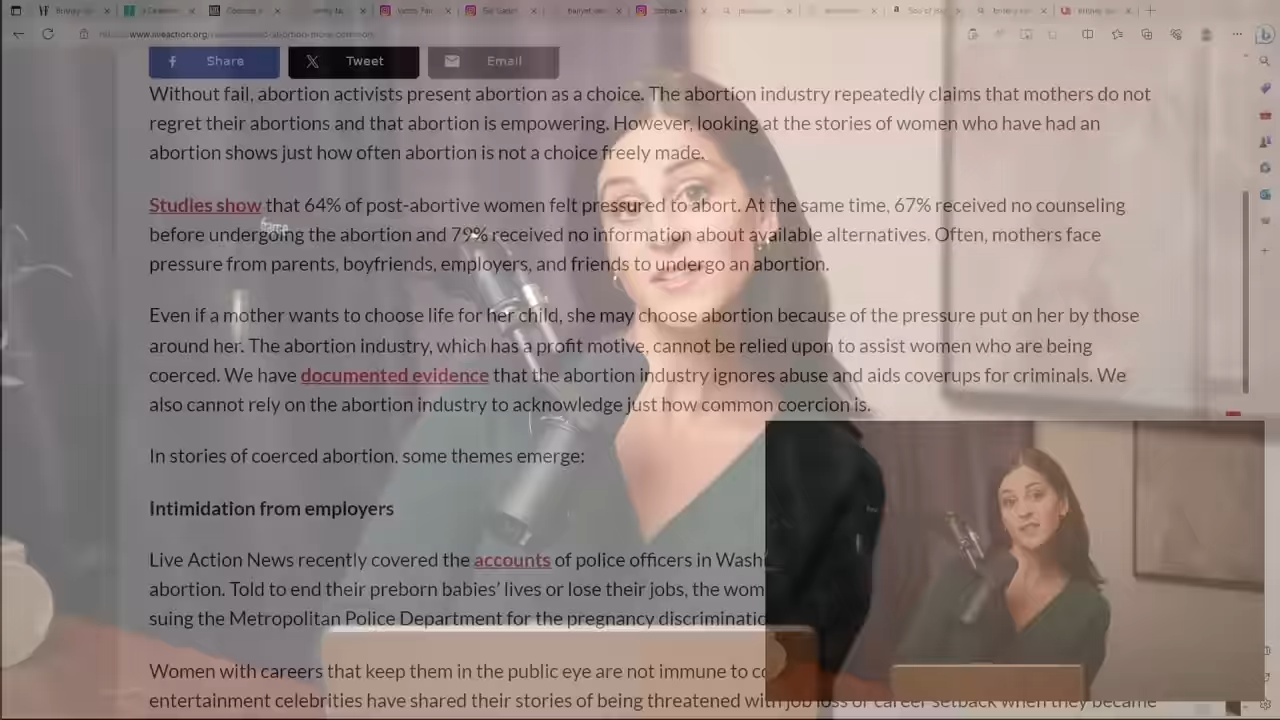 www.liveaction.org
Share
Tweet
Email
Without fail, abortion activists present abortion as a choice. The abortion industry repeatedly claims that mothers do not
regret their abortions and that abortion is empowering. However, looking at the stories of women who have had an
abortion shows just how often abortion is not a choice freely made.
Studies show that 64% of post-abortive women felt pressured to abort. At the same time, 67% received no counseling
before undergoing the abortion and 79% received no information about available alternatives. Often, mothers face
pressure from parents, boyfriends, employers, and friends to undergo an abortion.
Even if a mother wants to choose life for her child, she may choose abortion because of the pressure put on her by those
around her. The abortion industry, which has a profit motive, cannot be relied upon to assist women who are being
coerced. We have documented evidence that the abortion industry ignores abuse and aids coverups for criminals. We
also cannot rely on the abortion industry to acknowledge just how common coercion is.
In stories of coerced abortion, some themes emerge:
Intimidation from employers
Live Action News recently covered the accounts of police officers in Wash
abortion. Told to end their preborn babies' lives or lose their jobs, the wom
suing the Metropolitan Police Department for the pregnancy discriminatio
Women with careers that keep them in the public eye are not immune to co
entertainment celebrities have shared their stories of being threatened with job loss or career setback when they became